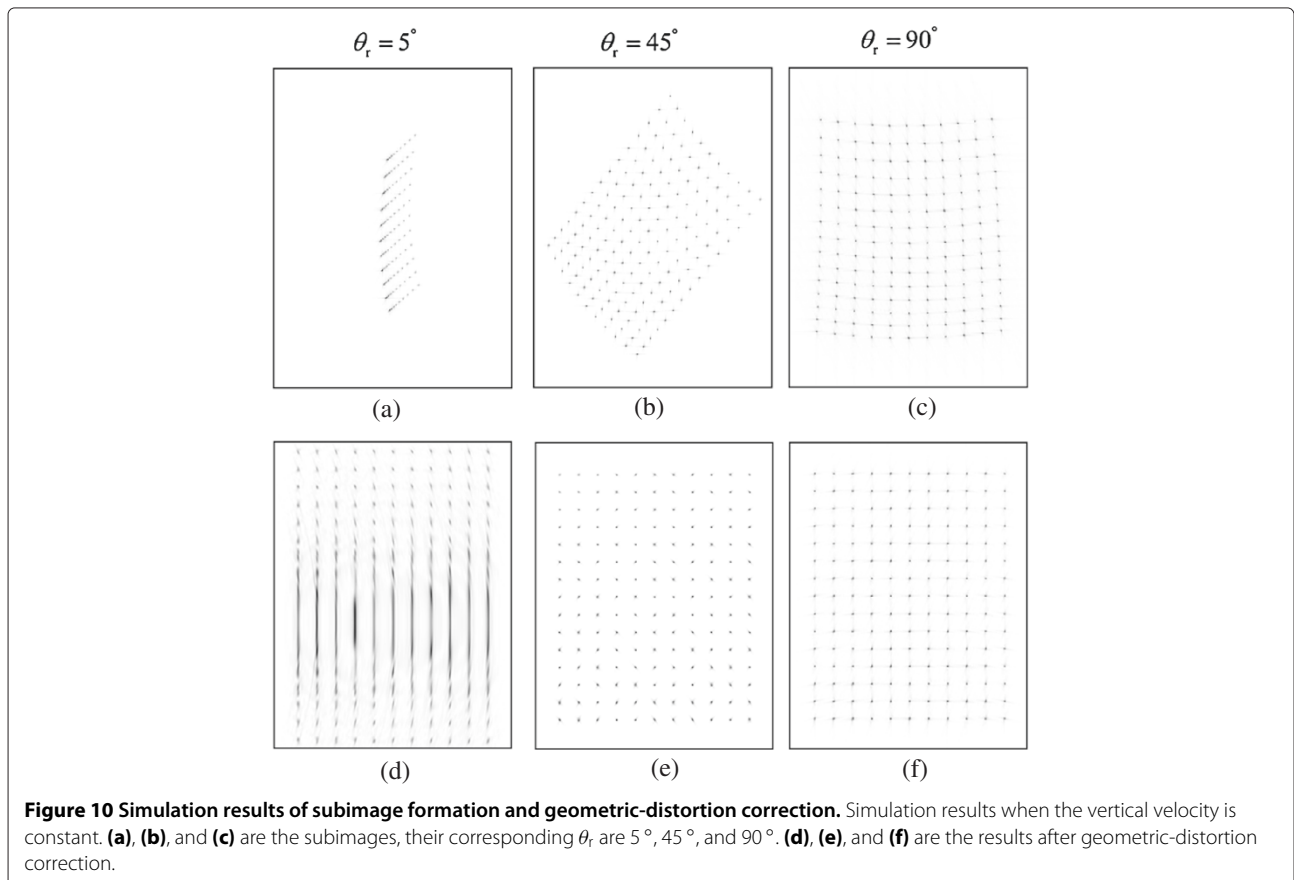 θr = 5° θr = 45° θr = 90°
(a) (b) (c)
(d) (e) (f)
Figure 10 Simulation results of subimage formation and geometric-distortion correction. Simulation results when the vertical velocity is
constant. (a), (b), and (c) are the subimages, their corresponding θr are 5 °, 45 °, and 90 °. (d), (e), and (f) are the results after geometric-distortion
correction.